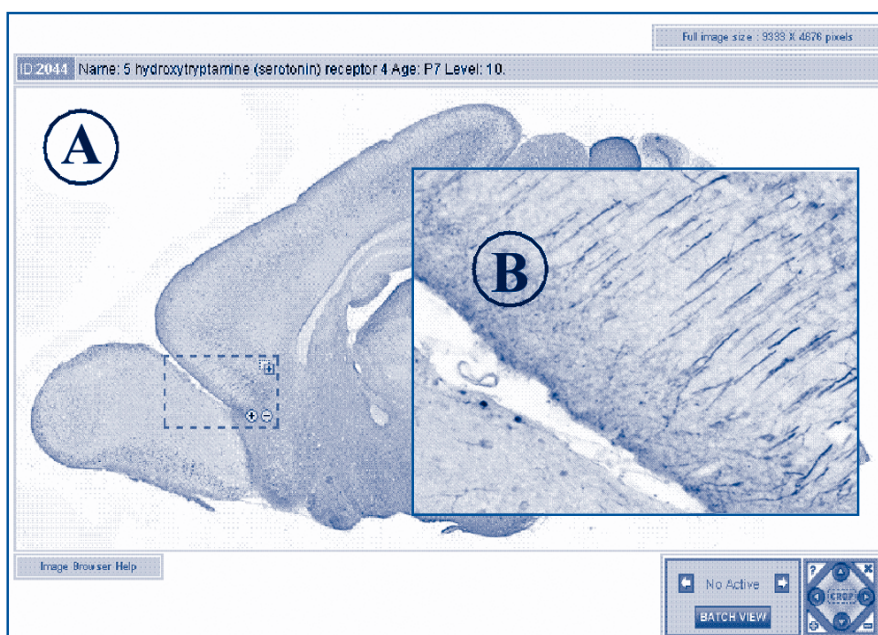 Full image size : 9333 X 4676 pixels
ID:2044 Name: 5 hydroxytryptamine (serotonin) receptor 4 Age: P7 Level: 10.
A
B
Image Browser Help
No Active
BATCH VIEW
? CROP